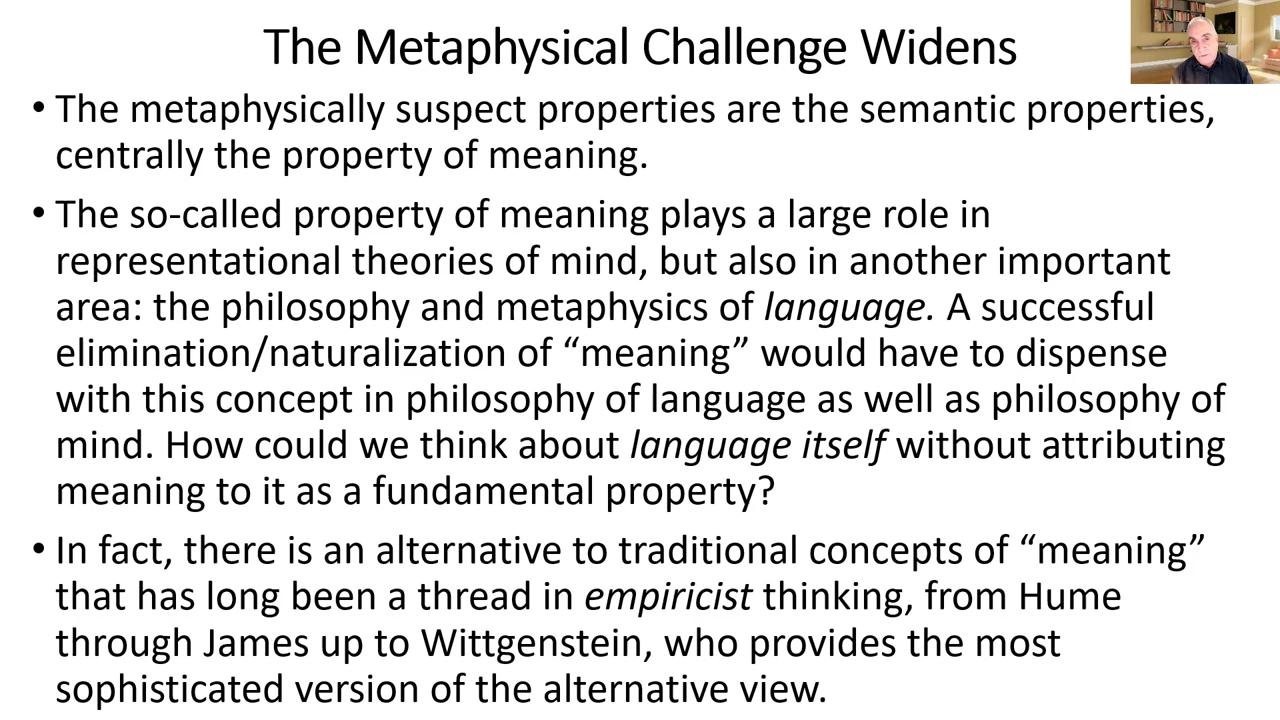 The Metaphysical Challenge Widens
• The metaphysically suspect properties are the semantic properties,
centrally the property of meaning.
• The so-called property of meaning plays a large role in
representational theories of mind, but also in another important
area: the philosophy and metaphysics of language. A successful
elimination/naturalization of “meaning” would have to dispense
with this concept in philosophy of language as well as philosophy of
mind. How could we think about language itself without attributing
meaning to it as a fundamental property?
• In fact, there is an alternative to traditional concepts of “meaning”
that has long been a thread in empiricist thinking, from Hume
through James up to Wittgenstein, who provides the most
sophisticated version of the alternative view.